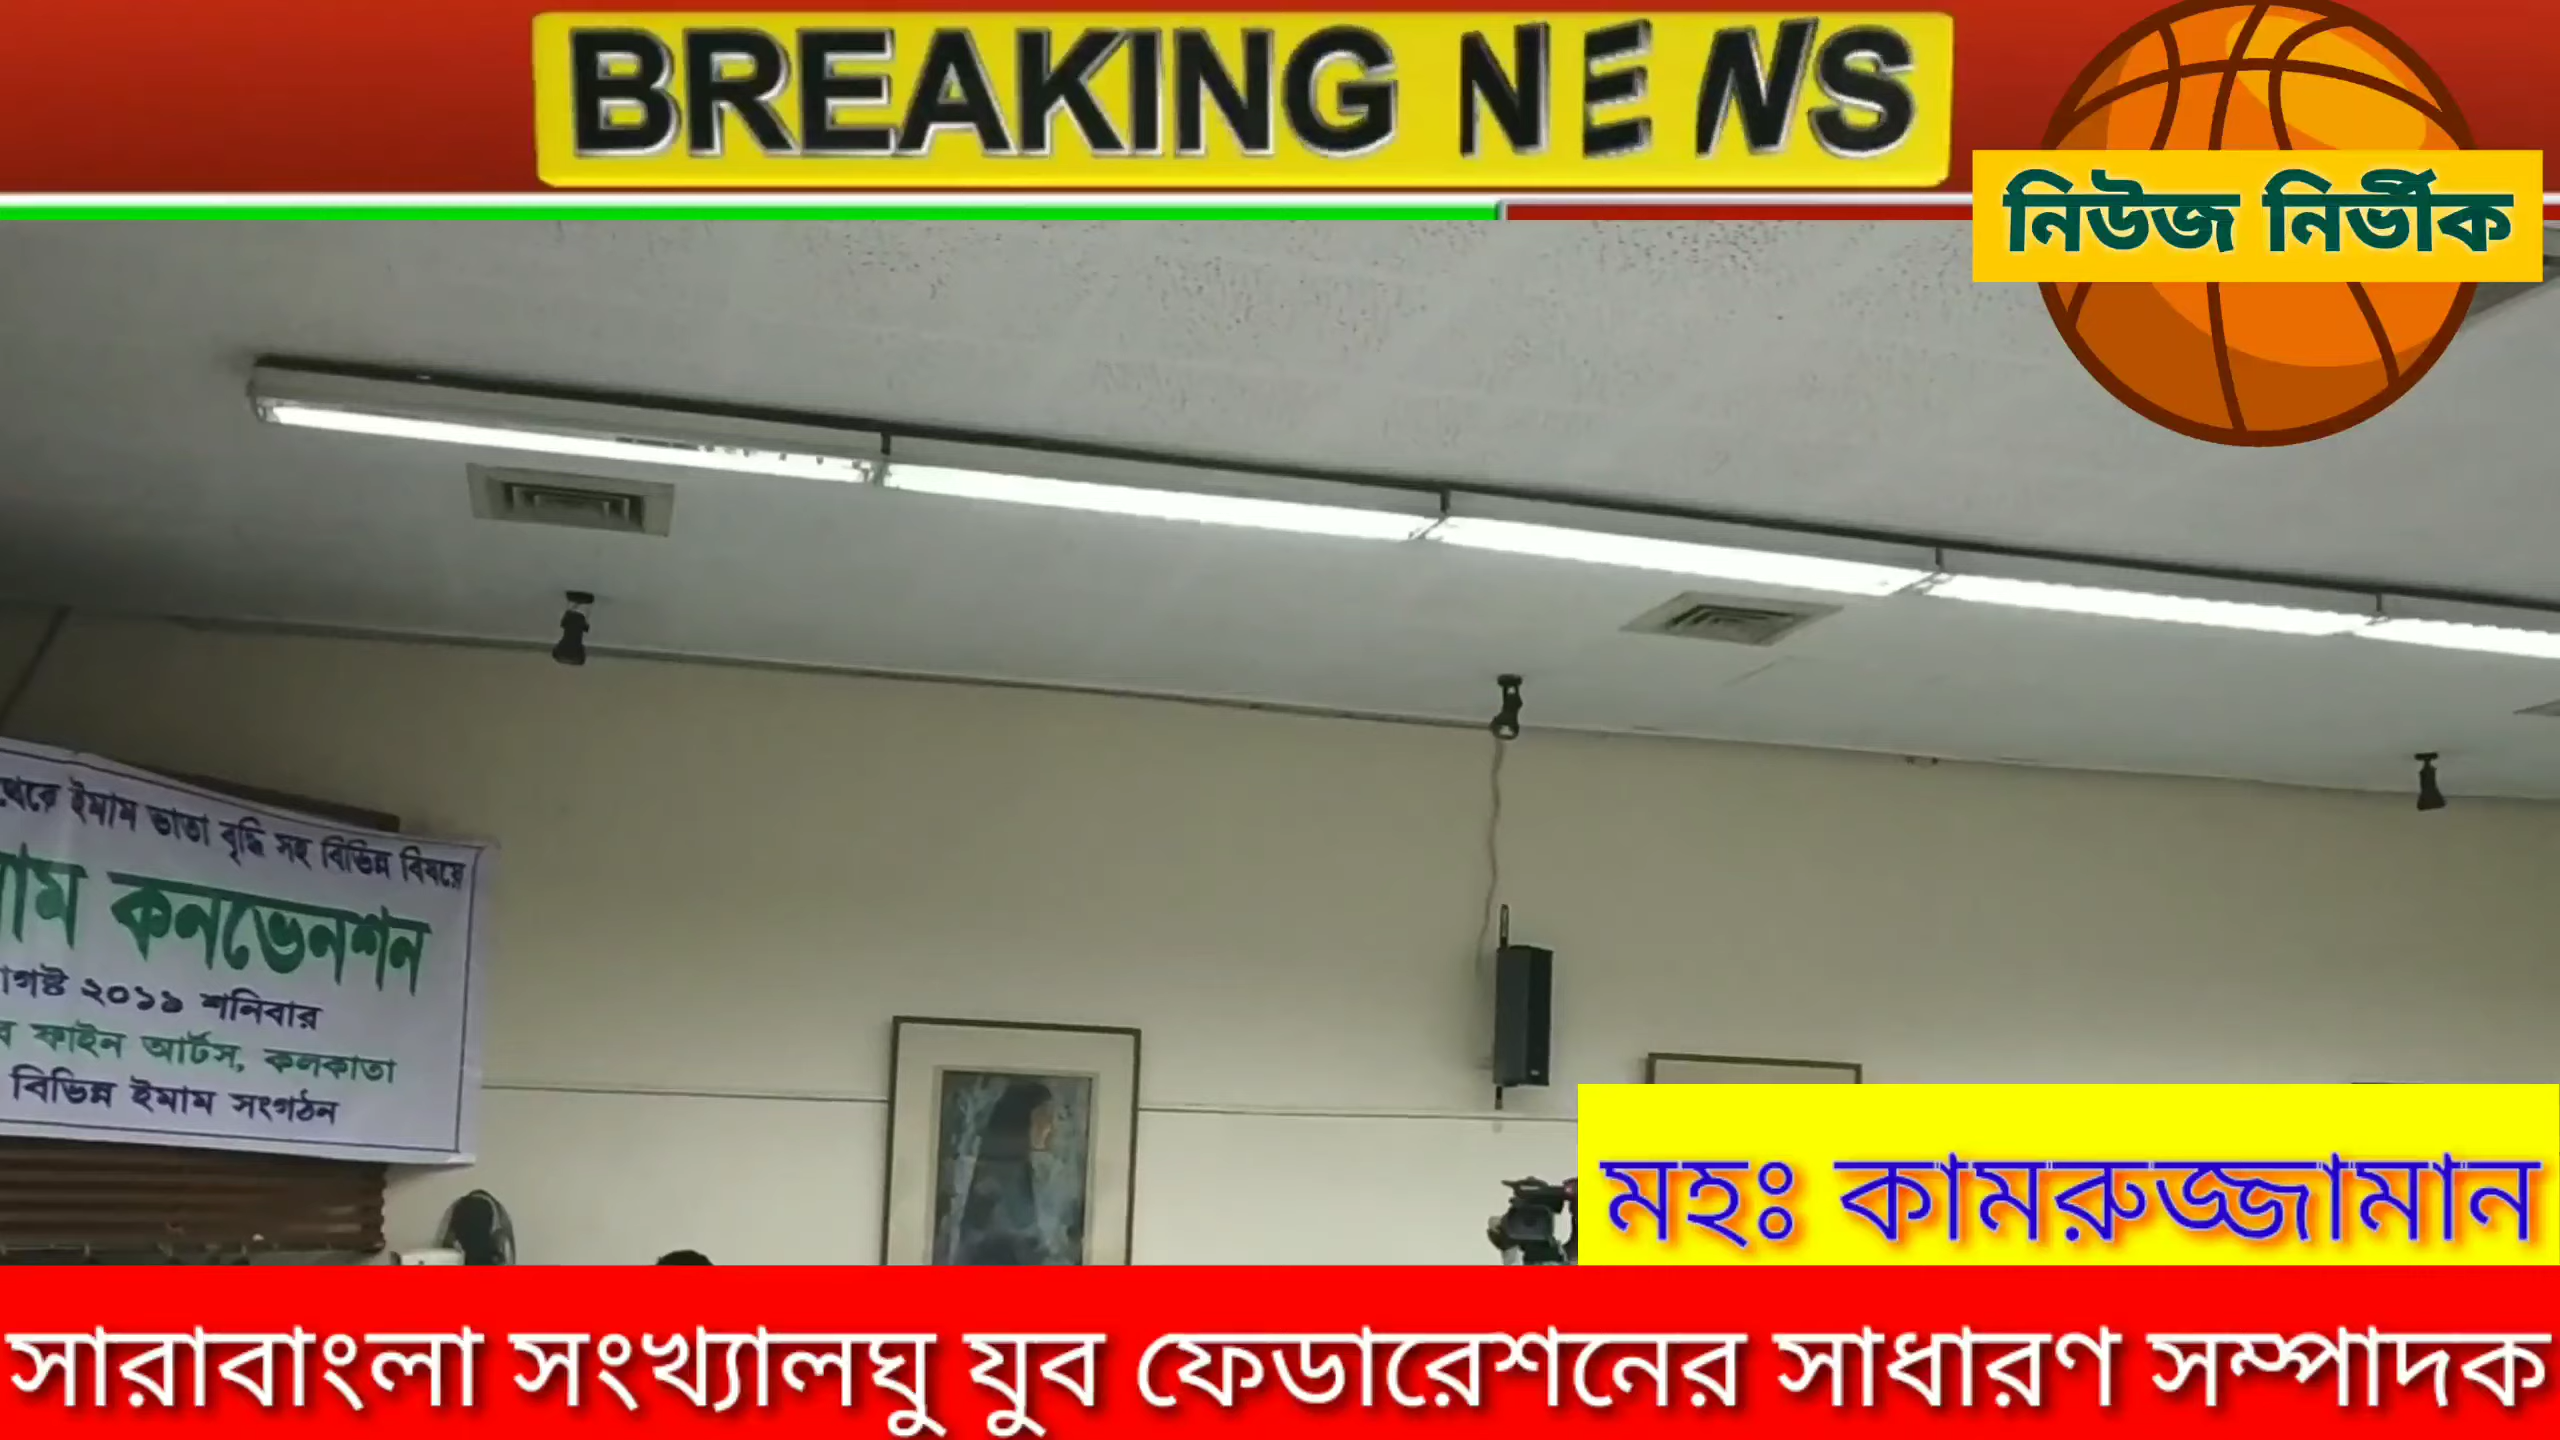 BREAKING NEWS
নিউজ নির্ভীক
থেকে ইমাম ভাতা বৃদ্ধি সহ বিভিন্ন বিষয়ে
কনভেনশন
২০১৯ শনিবার
ফাইন আর্টস, কলকাতা
বিভিন্ন ইমাম সংগঠন
মহঃ কামরুজ্জামান
সারাবাংলা সংখ্যালঘু যুব ফেডারেশনের সাধারণ সম্পাদক